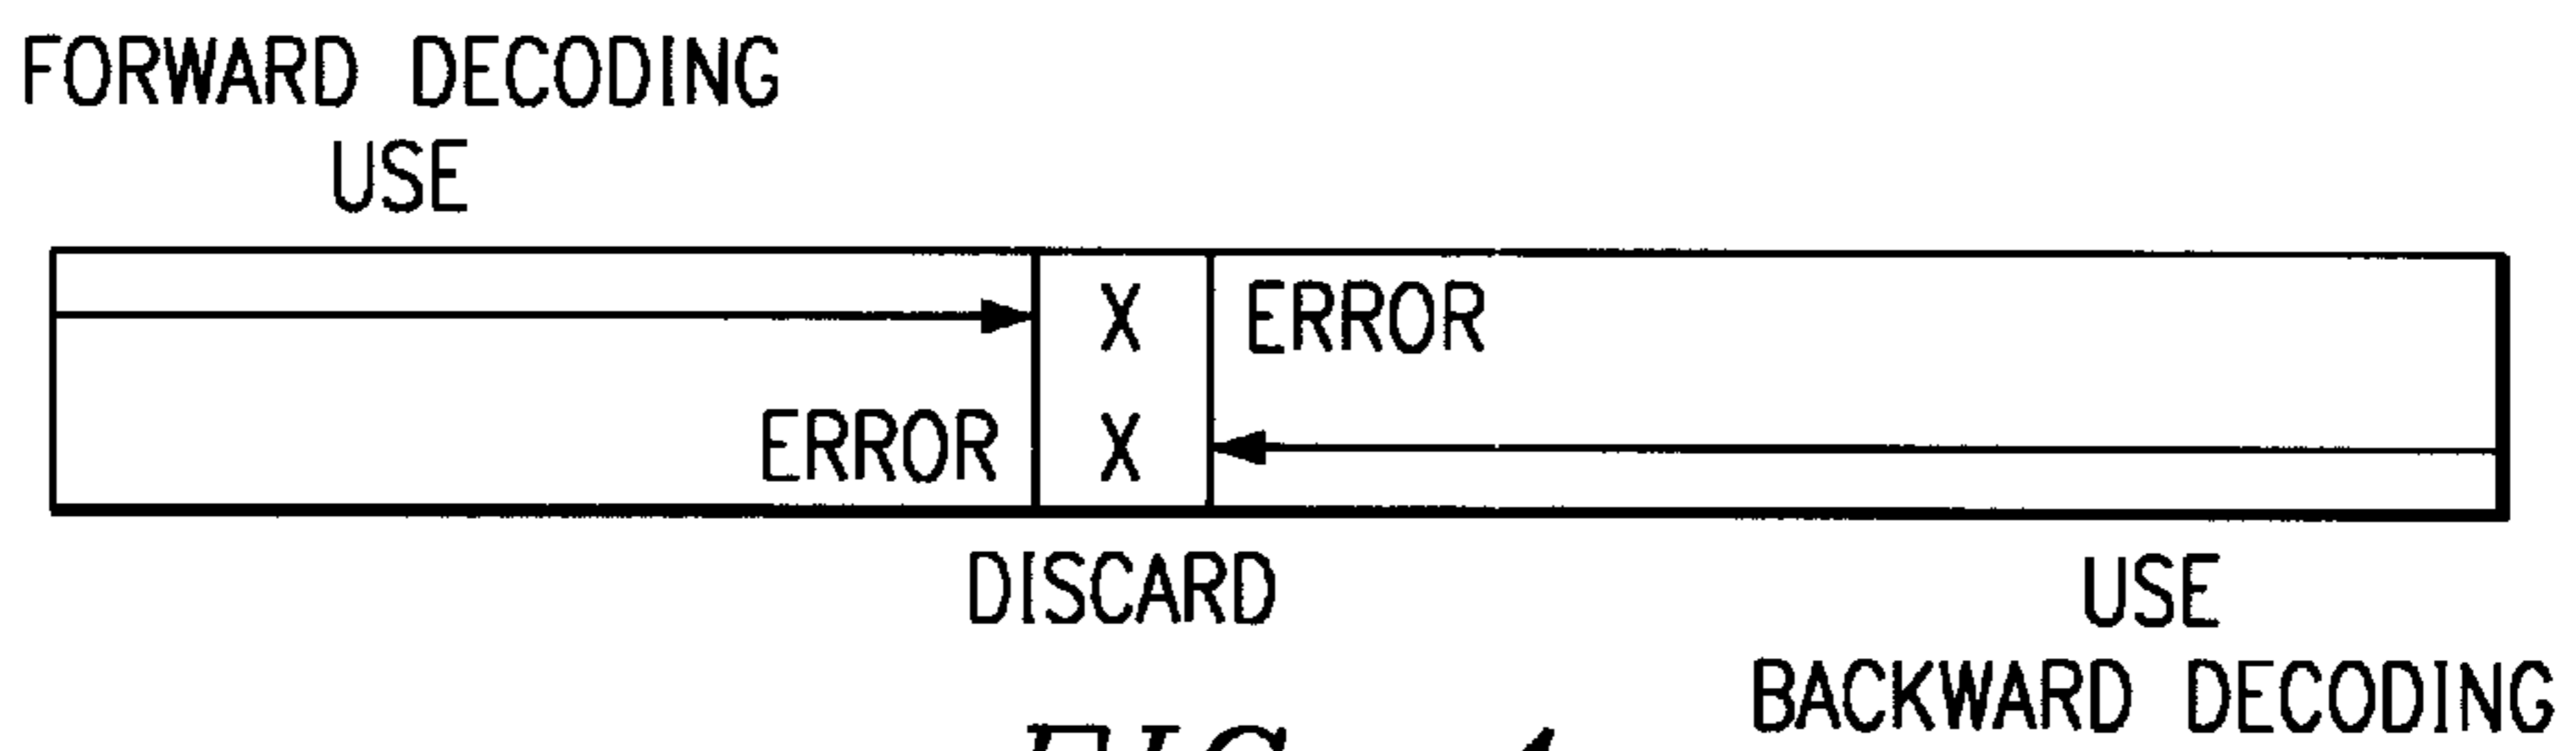 FORWARD DECODING
USE
X ERROR
ERROR X
DISCARD
USE
BACKWARD DECODING